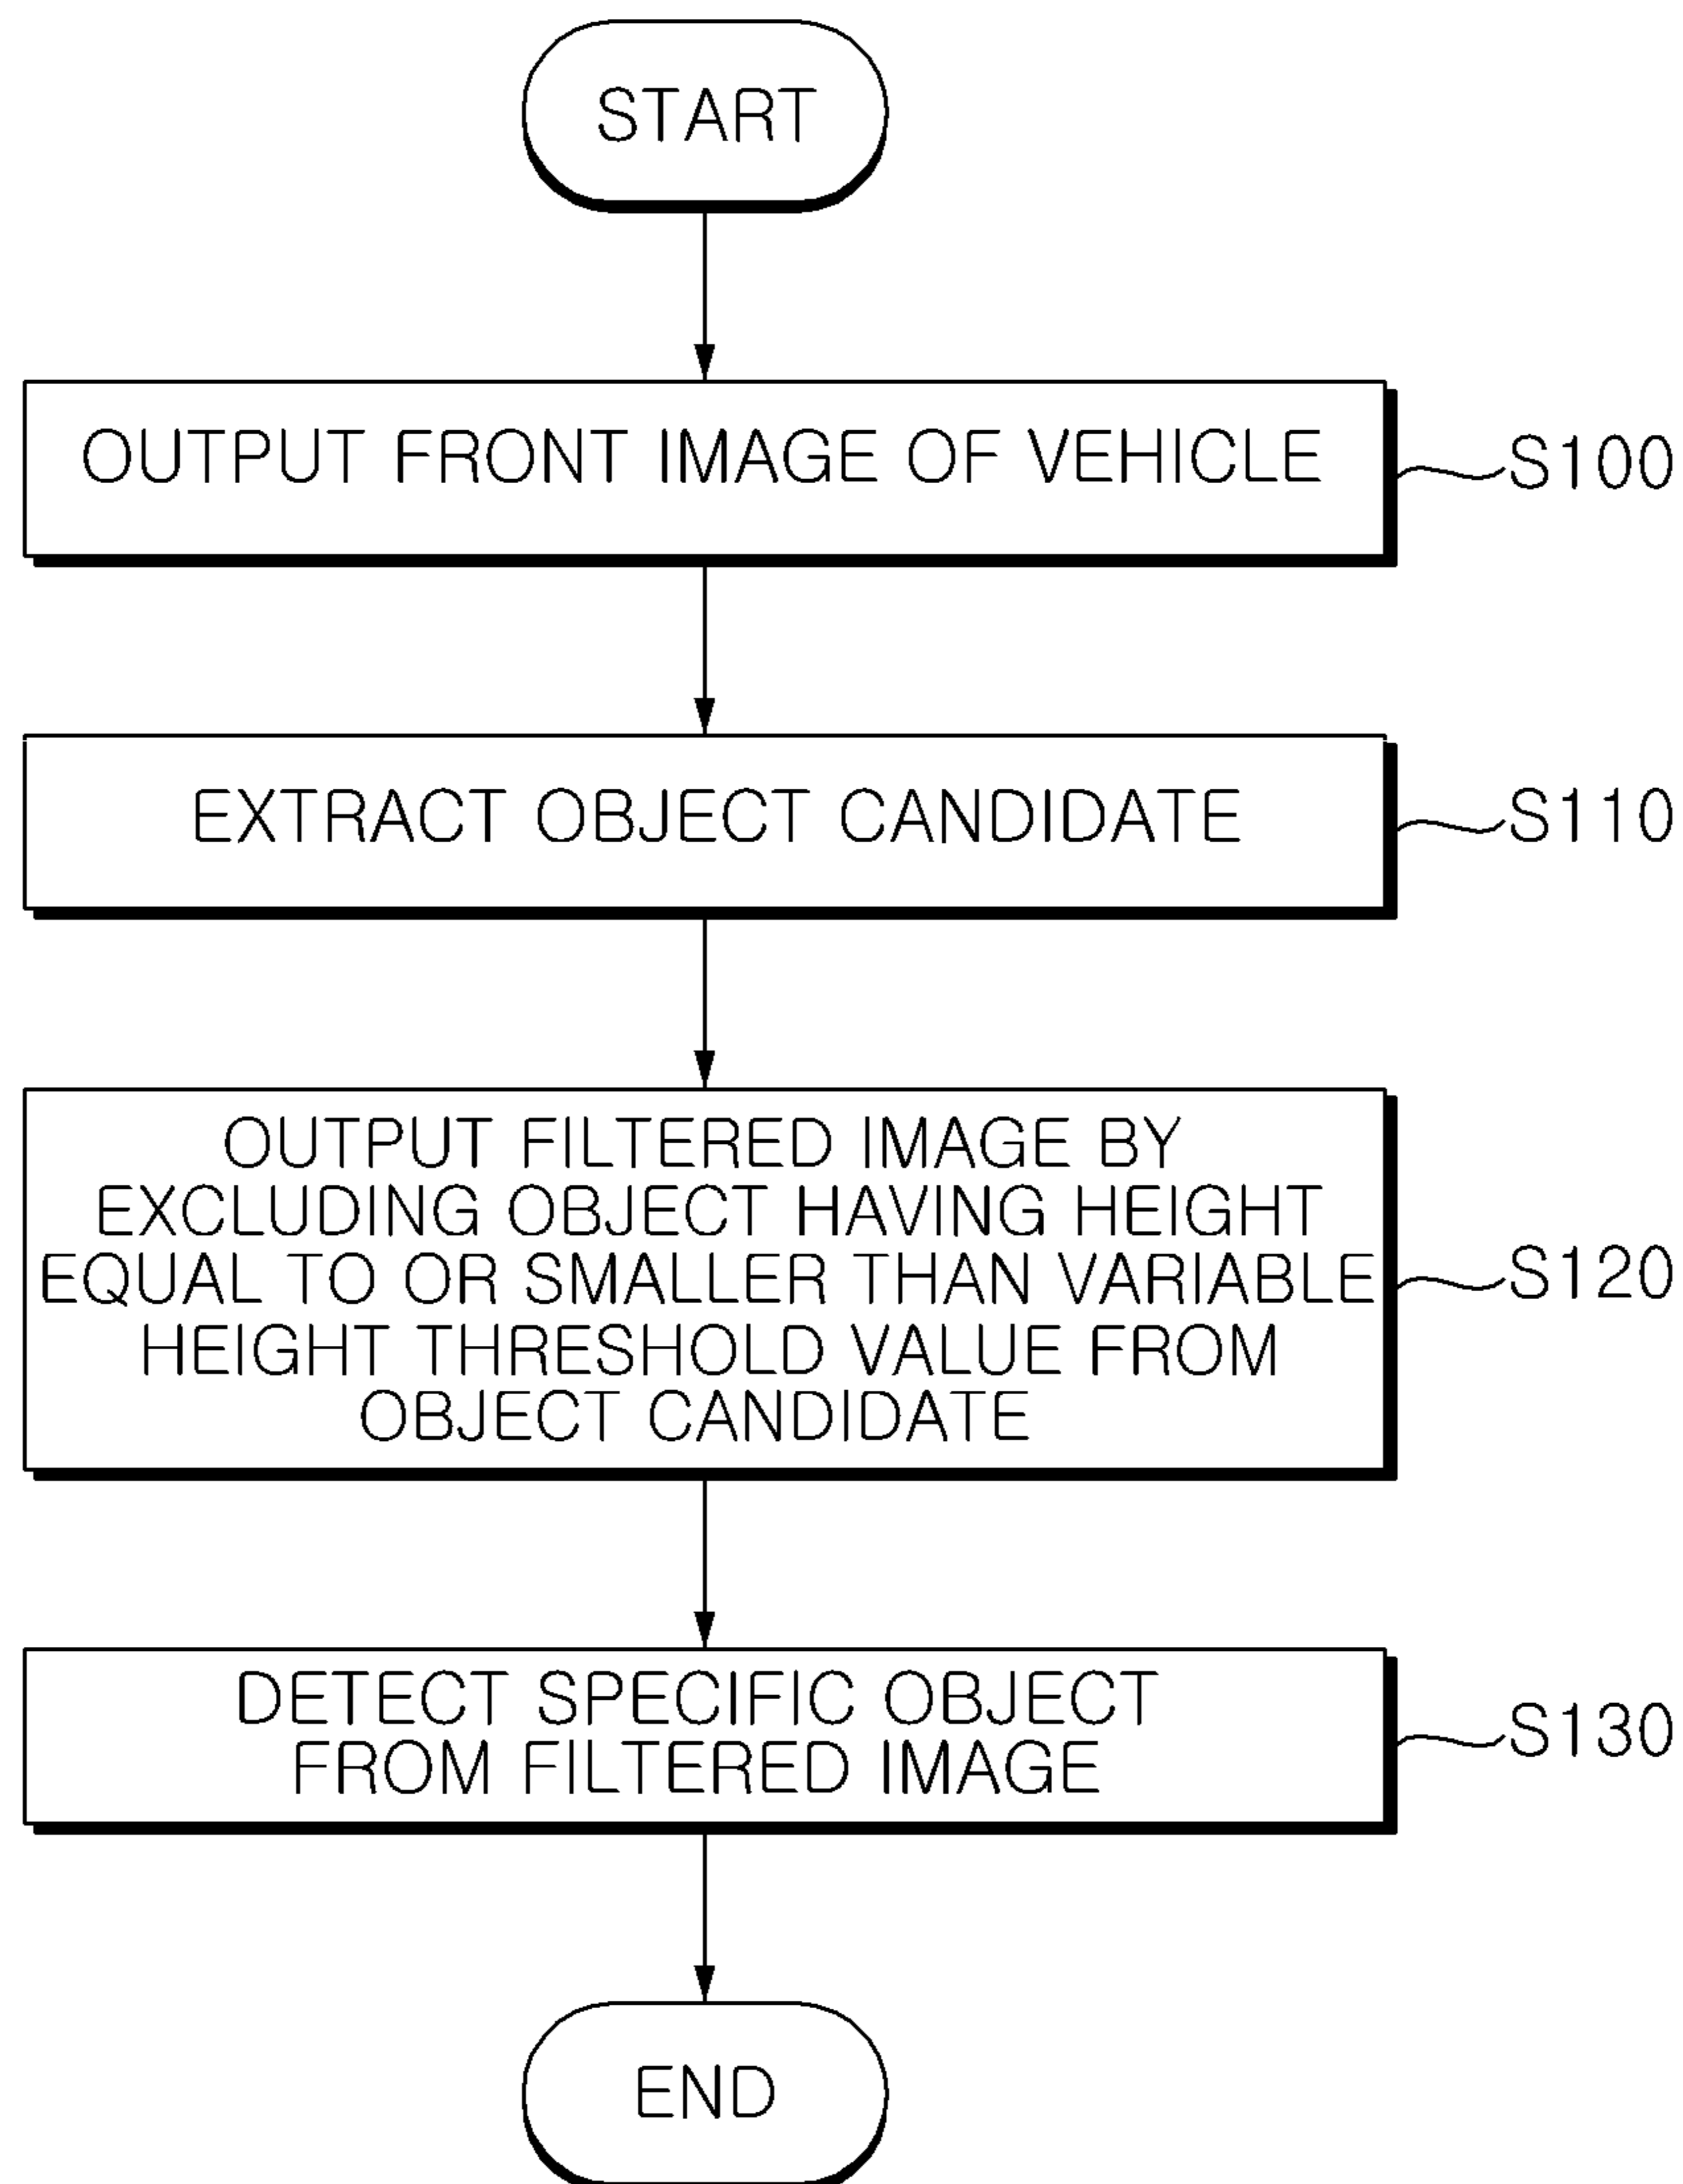 START
OUTPUT FRONT IMAGE OF VEHICLE
S100
EXTRACT OBJECT CANDIDATE
S110
OUTPUT FILTERED IMAGE BY
EXCLUDING OBJECT HAVING HEIGHT
EQUAL TO OR SMALLER THAN VARIABLE
HEIGHT THRESHOLD VALUE FROM
OBJECT CANDIDATE
S120
DETECT SPECIFIC OBJECT
FROM FILTERED IMAGE
S130
END